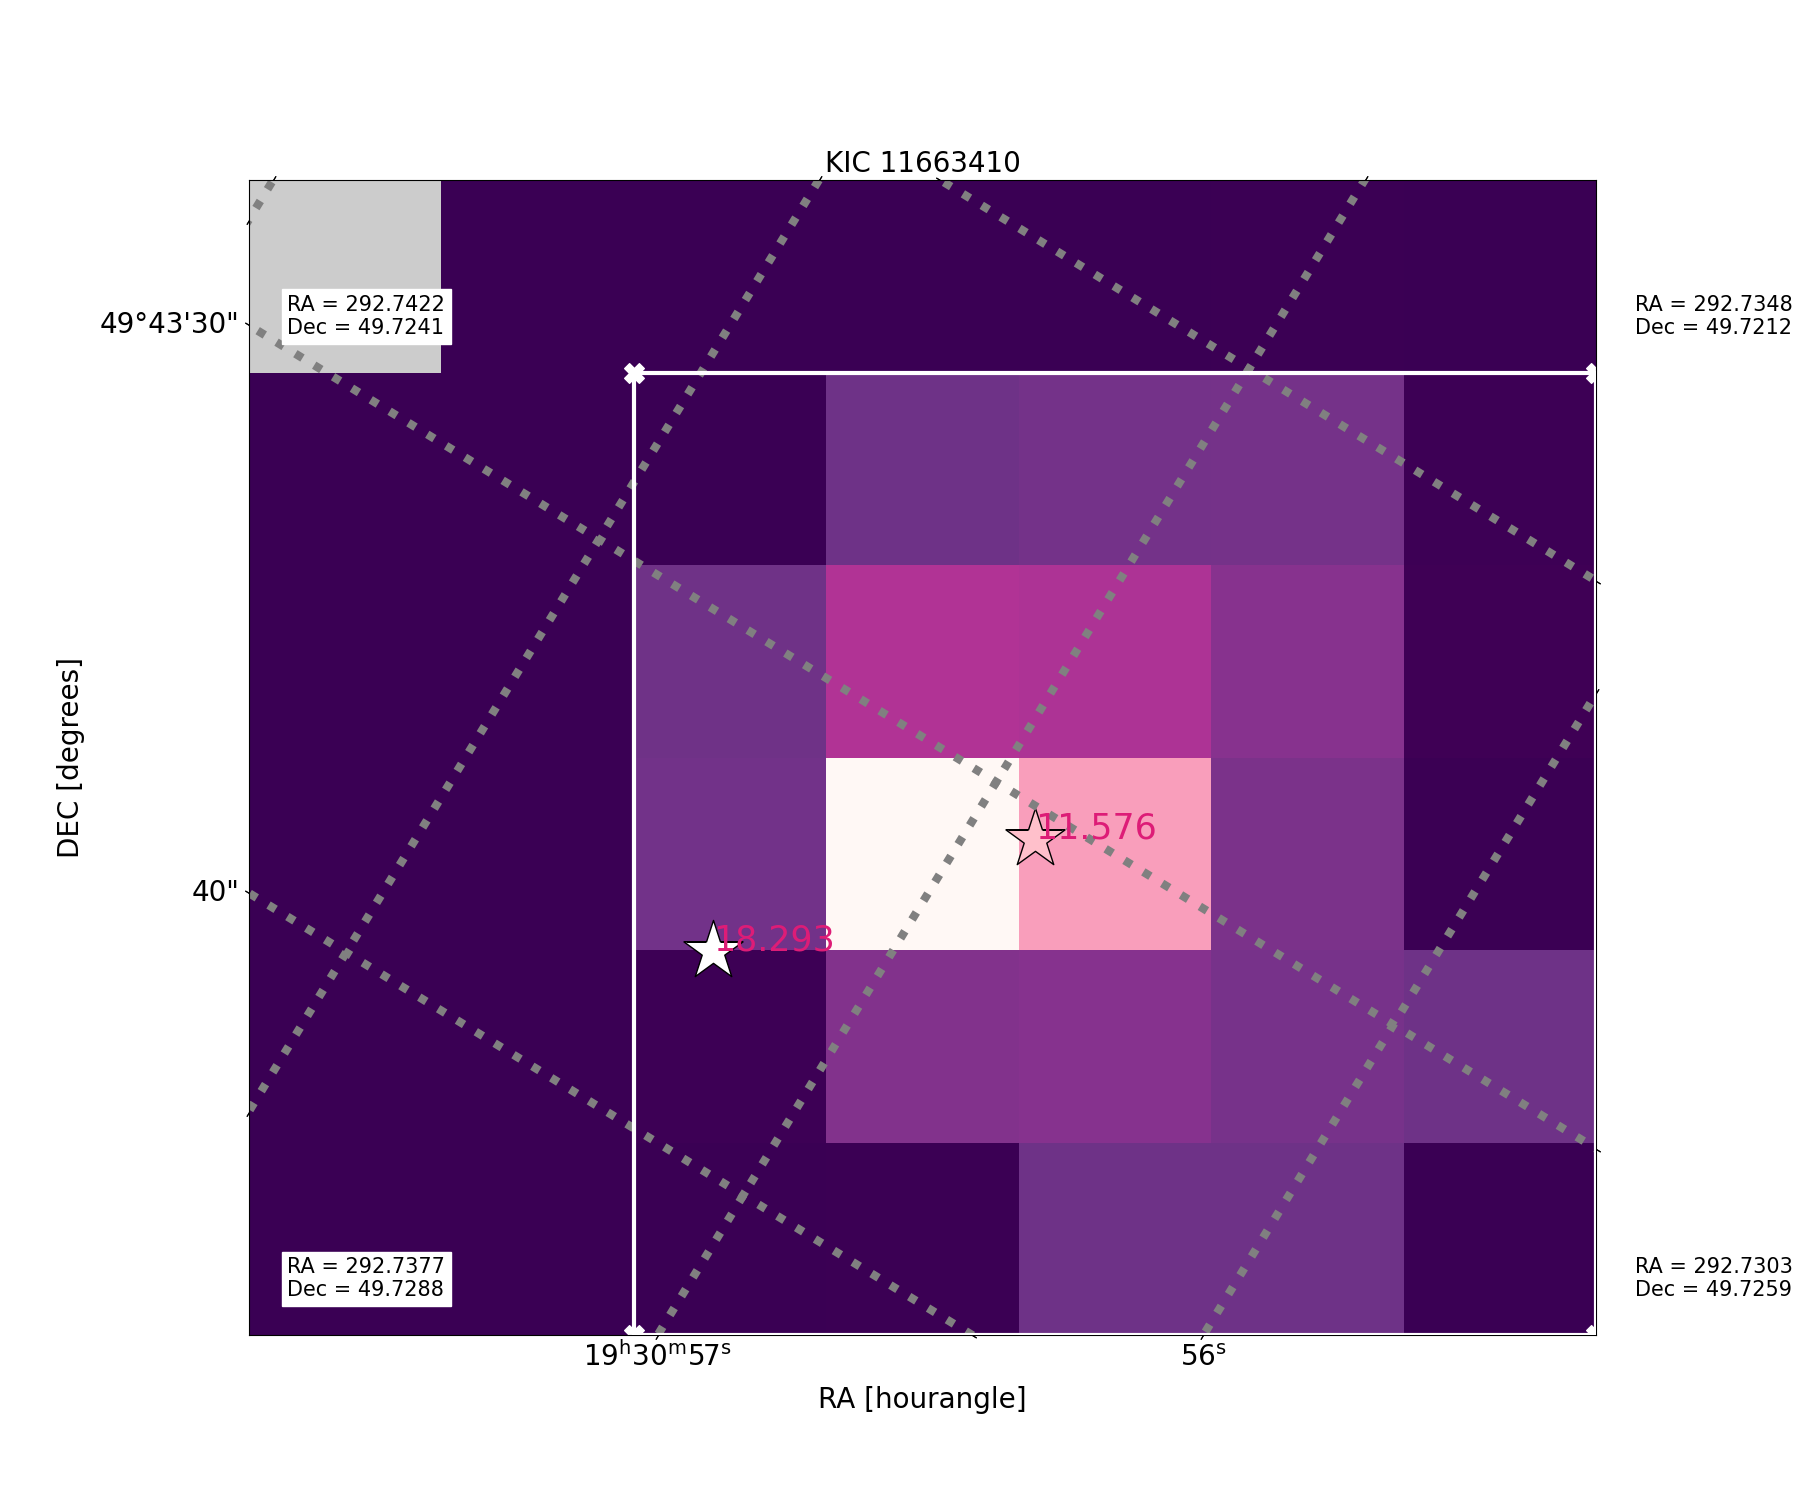 KIC 11663410
RA = 292.7422
Dec = 49.7241
RA = 292.7348
Dec = 49.7212
49°43'30"
11.576
DEC [degrees]
40"
18.293
RA = 292.7377
Dec = 49.7288
RA = 292.7303
Dec = 49.7259
19ʰ30ᵐ57ˢ
56ˢ
RA [hourangle]